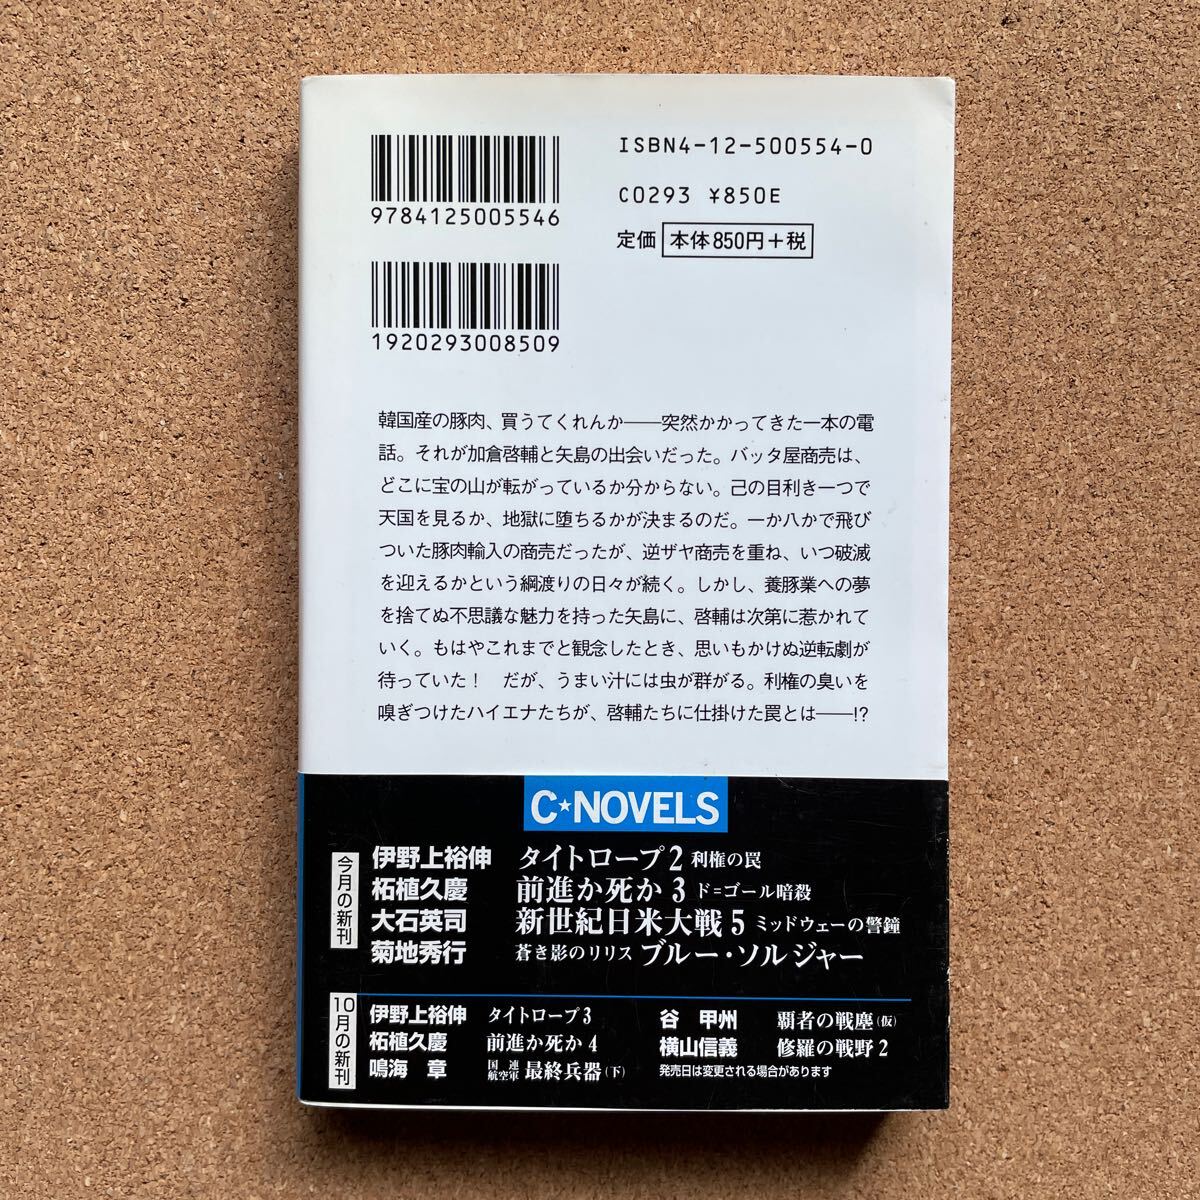 ISBN4-12-500554-0
C0293 ¥850E
定価 本体850円+税
9784125005546
1920293008509
韓国産の豚肉、買うてくれんか――突然かかってきた一本の電
話。それが加倉啓輔と矢島の出会いだった。バッタ屋商売は、
どこに宝の山が転がっているか分からない。己の目利き一つで
天国を見るか、地獄に堕ちるかが決まるのだ。一か八かで飛び
ついた豚肉輸入の商売だったが、逆ザヤ商売を重ね、いつ破滅
を迎えるかという綱渡りの日々が続く。しかし、養豚業への夢
を捨てぬ不思議な魅力を持った矢島に、啓輔は次第に惹かれて
いく。もはやこれまでと観念したとき、思いもかけぬ逆転劇が
待っていた！　だが、うまい汁には虫が群がる。利権の臭いを
嗅ぎつけたハイエナたちが、啓輔たちに仕掛けた罠とは――!?
C★NOVELS
今月の新刊
伊野上裕伸 タイトロープ2 利権の罠
柘植久慶 前進か死か 3 ド=ゴール暗殺
大石英司 新世紀日米大戦 5 ミッドウェーの警鐘
菊地秀行 蒼き影のリリス ブルー・ソルジャー
10月の新刊
伊野上裕伸 タイトロープ3
柘植久慶 前進か死か 4
鳴海 章 国連航空軍 最終兵器(下)
谷 甲州 覇者の戦塵(仮)
横山信義 修羅の戦野 2
発売日は変更される場合があります